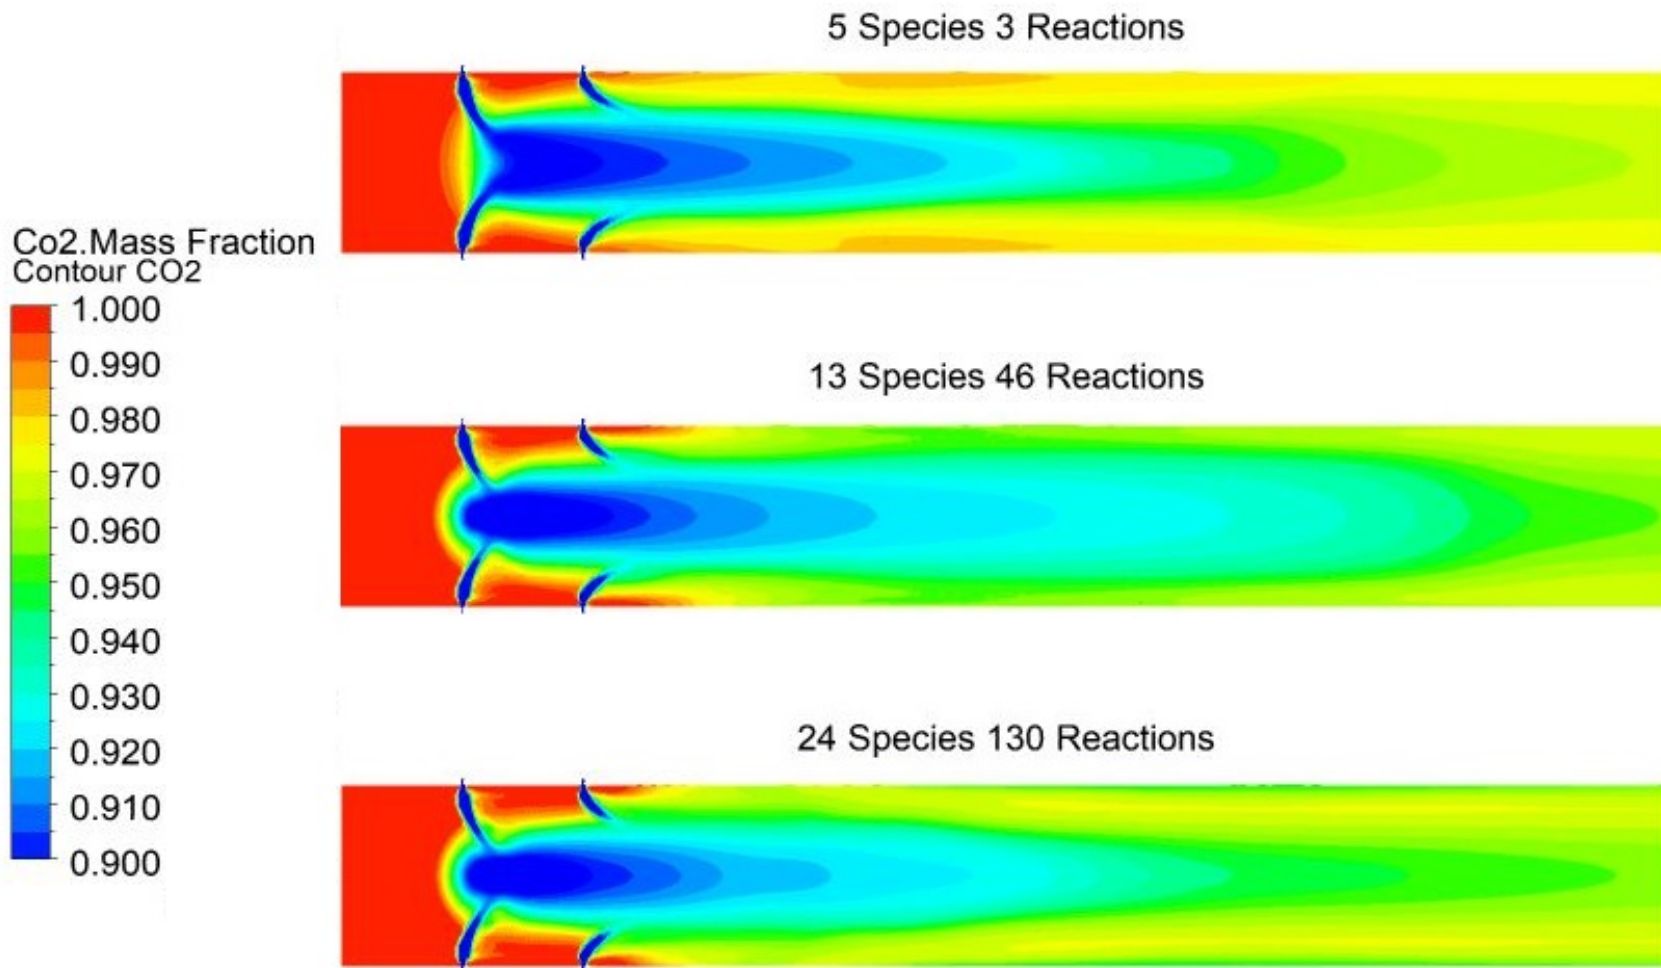 5 Species 3 Reactions
Co2.Mass Fraction
Contour CO2
1.000
0.990
0.980
0.970
0.960
0.950
0.940
0.930
0.920
0.910
0.900
13 Species 46 Reactions
24 Species 130 Reactions